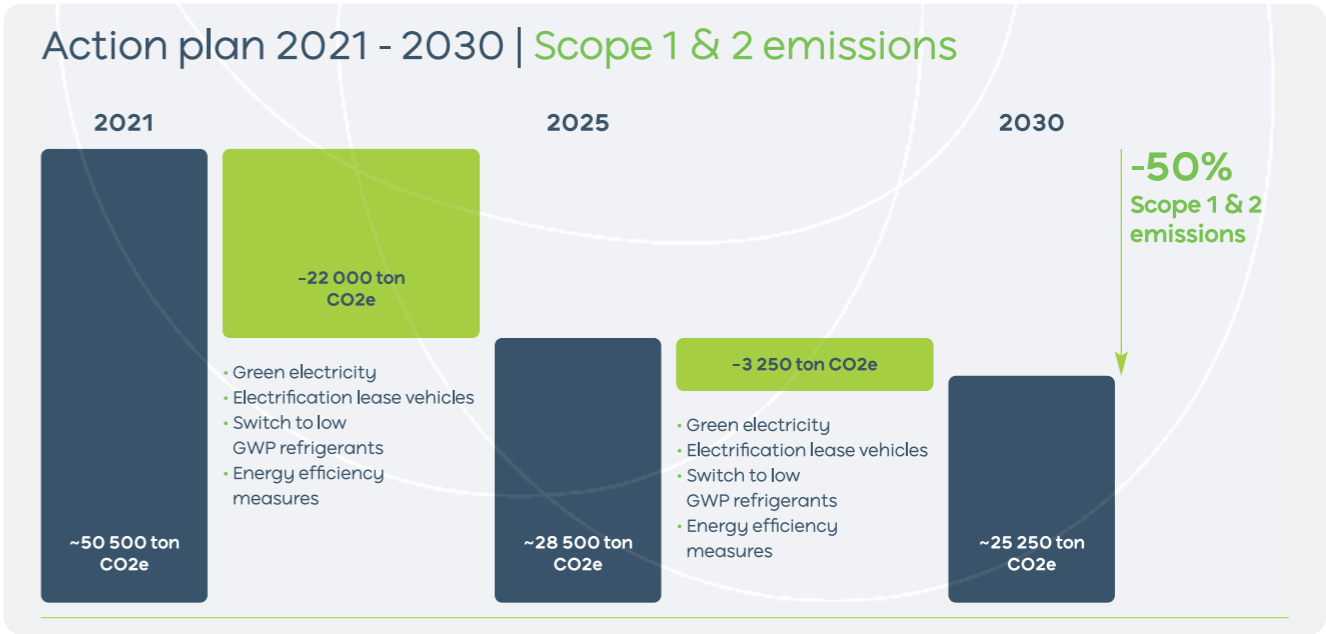 Action plan 2021 - 2030 | Scope 1 & 2 emissions
2021
2025
2030
-50%
Scope 1 & 2
emissions
-22 000 ton
CO2e
• Green electricity
• Electrification lease vehicles
• Switch to low
GWP refrigerants
• Energy efficiency
measures
-3 250 ton CO2e
• Green electricity
• Electrification lease vehicles
• Switch to low
GWP refrigerants
• Energy efficiency
measures
~50 500 ton
CO2e
~28 500 ton
CO2e
~25 250 ton
CO2e